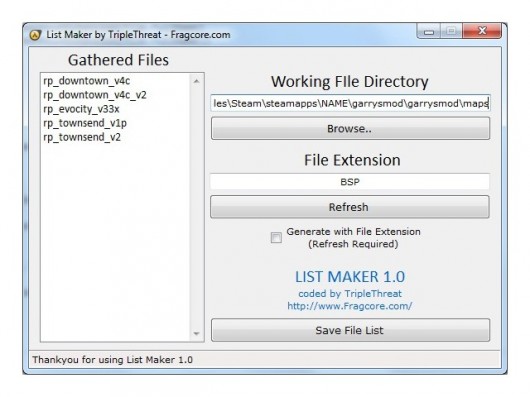 List Maker by TripleThreat - Fragcore.com
Gathered Files
rp_downtown_v4c
rp_downtown_v4c_v2
rp_evocity_v33x
rp_townsend_v1p
rp_townsend_v2
Working FIle Directory
les\Steam\steamapps\NAME\garrysmod\garrysmod\maps
Browse..
File Extension
BSP
Refresh
Generate with File Extension
(Refresh Required)
LIST MAKER 1.0
coded by TripleThreat
http://www.Fragcore.com/
Save File List
Thankyou for using List Maker 1.0